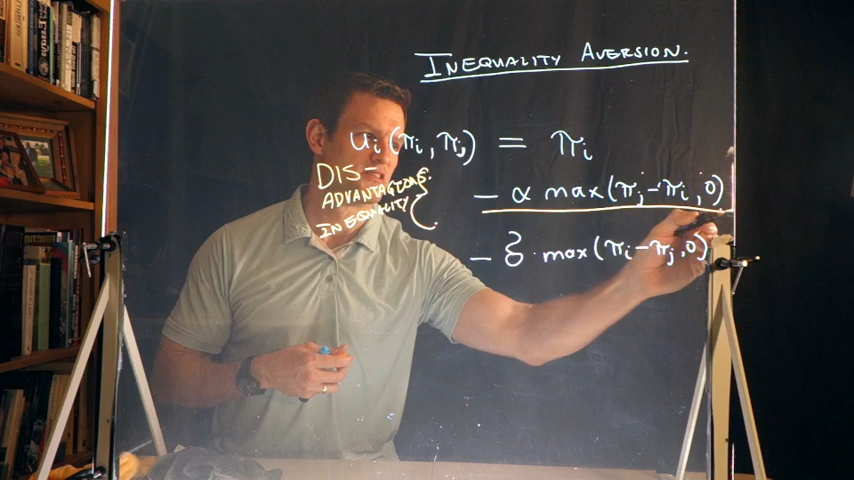 INEQUALITY AVERSION.
uᵢ(πᵢ, πⱼ) = πᵢ
DIS-
ADVANTAGEOUS
INEQUALITY {
− α max(πⱼ−πᵢ, 0)
− δ · max(πᵢ−πⱼ, 0)